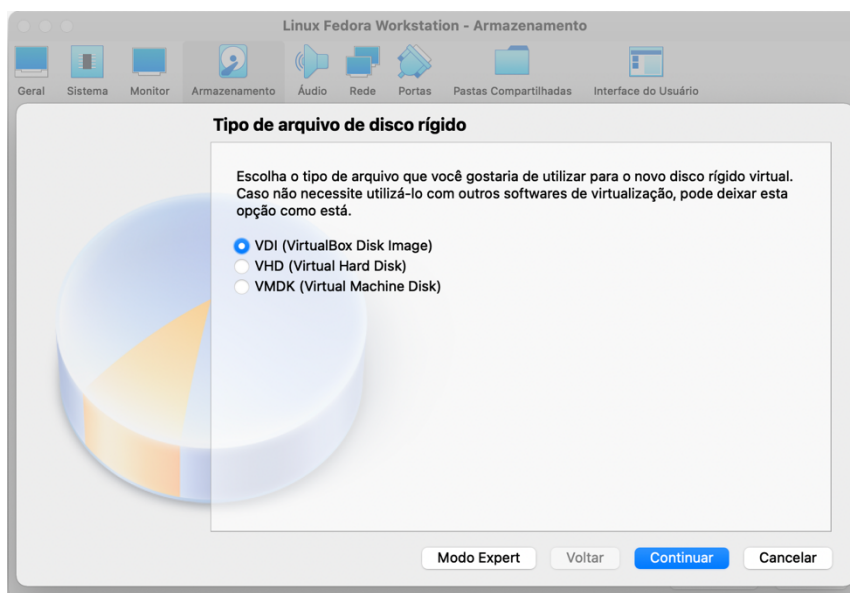 Linux Fedora Workstation - Armazenamento
Geral Sistema Monitor Armazenamento Áudio Rede Portas Pastas Compartilhadas Interface do Usuário
Tipo de arquivo de disco rígido
Escolha o tipo de arquivo que você gostaria de utilizar para o novo disco rígido virtual.
Caso não necessite utilizá-lo com outros softwares de virtualização, pode deixar esta
opção como está.
VDI (VirtualBox Disk Image)
VHD (Virtual Hard Disk)
VMDK (Virtual Machine Disk)
Modo Expert Voltar Continuar Cancelar